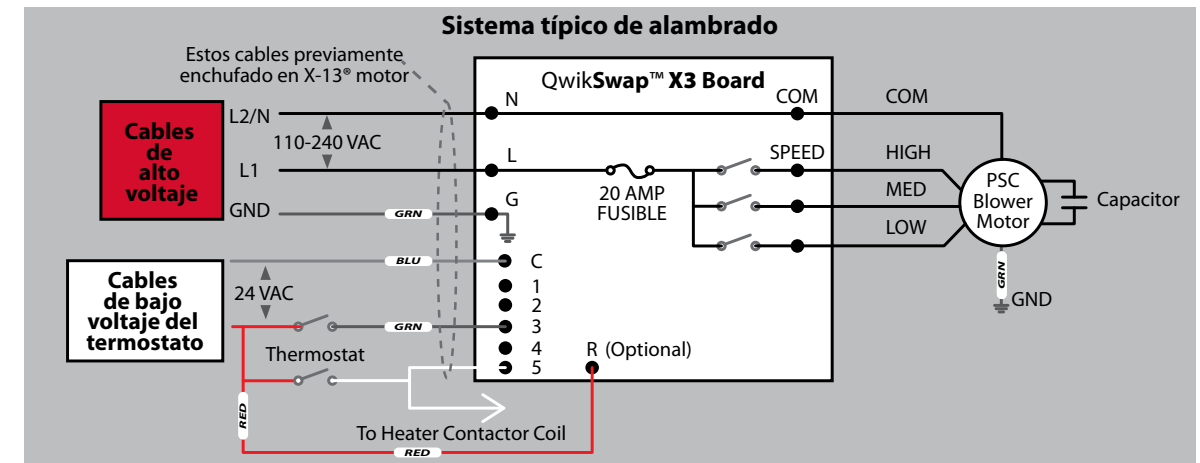 Sistema típico de alambrado
Estos cables previamente
enchufado en X-13® motor
QwikSwap™ X3 Board
Cables
de
alto
voltaje
L2/N
110-240 VAC
L1
GND
GRN
N
L
G
20 AMP
FUSIBLE
COM
SPEED
COM
HIGH
MED
LOW
PSC
Blower
Motor
Capacitor
GRN
GND
Cables
de bajo
voltaje del
termostato
24 VAC
BLU
GRN
Thermostat
C
1
2
3
4
5
R (Optional)
RED
To Heater Contactor Coil
RED